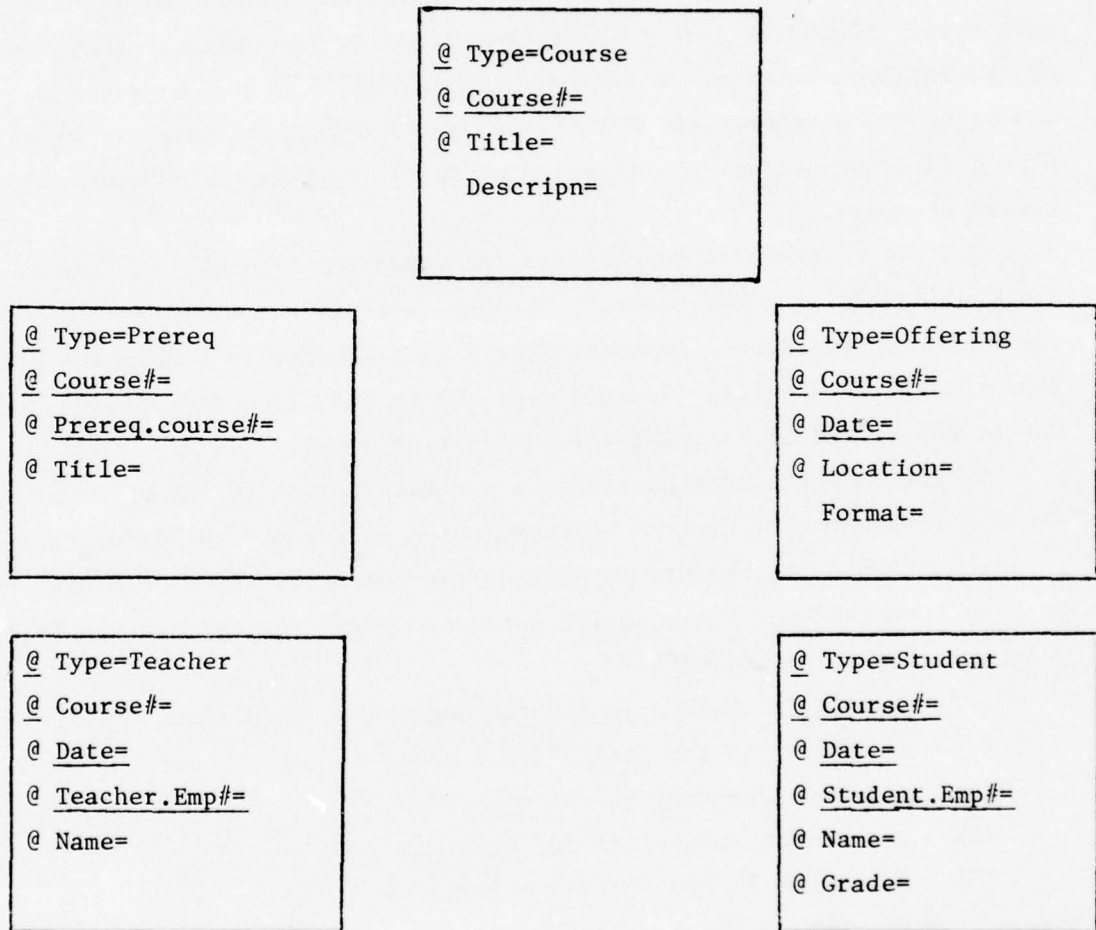 @ Type=Course
@ Course#=
@ Title=
Descripn=
@ Type=Prereq
@ Course#=
@ Prereq.course#=
@ Title=
@ Type=Offering
@ Course#=
@ Date=
@ Location=
Format=
@ Type=Teacher
@ Course#=
@ Date=
@ Teacher.Emp#=
@ Name=
@ Type=Student
@ Course#=
@ Date=
@ Student.Emp#=
@ Name=
@ Grade=